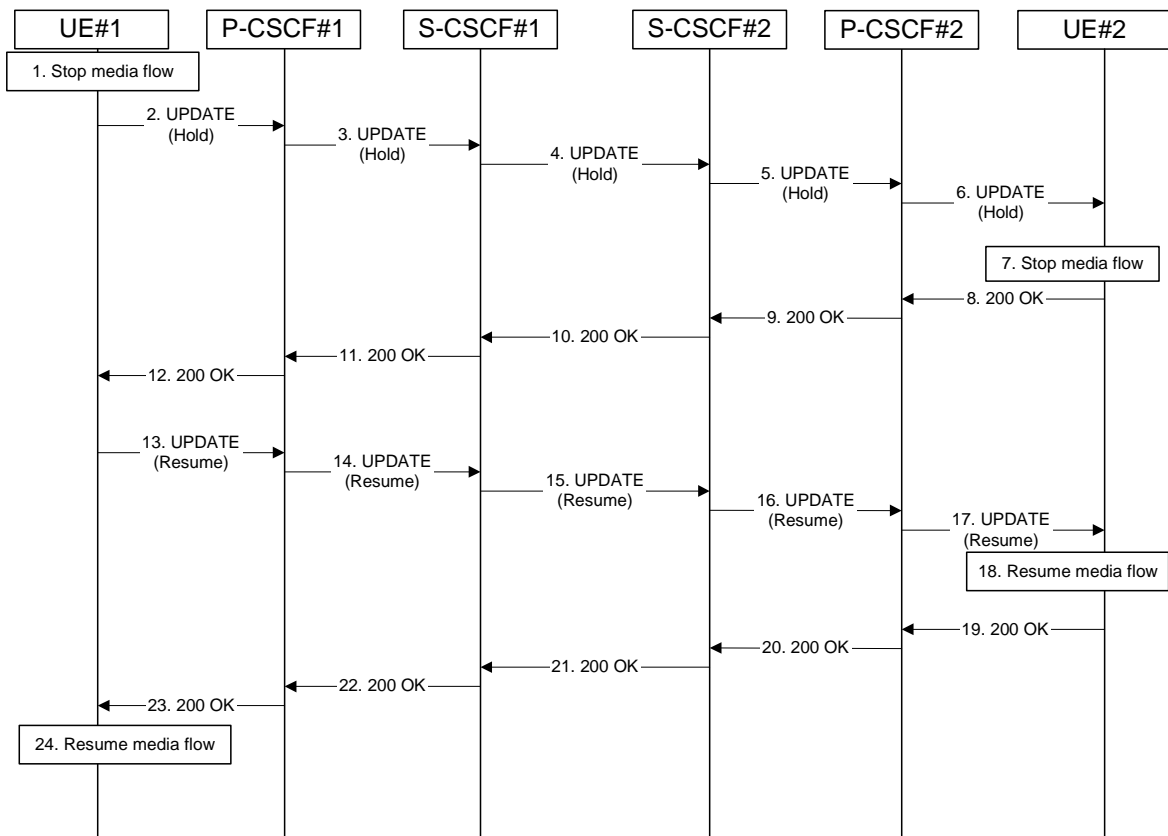 UE#1
P-CSCF#1
S-CSCF#1
S-CSCF#2
P-CSCF#2
UE#2
1. Stop media flow
2. UPDATE
(Hold)
3. UPDATE
(Hold)
4. UPDATE
(Hold)
5. UPDATE
(Hold)
6. UPDATE
(Hold)
7. Stop media flow
8. 200 OK
9. 200 OK
10. 200 OK
11. 200 OK
12. 200 OK
13. UPDATE
(Resume)
14. UPDATE
(Resume)
15. UPDATE
(Resume)
16. UPDATE
(Resume)
17. UPDATE
(Resume)
18. Resume media flow
19. 200 OK
20. 200 OK
21. 200 OK
22. 200 OK
23. 200 OK
24. Resume media flow